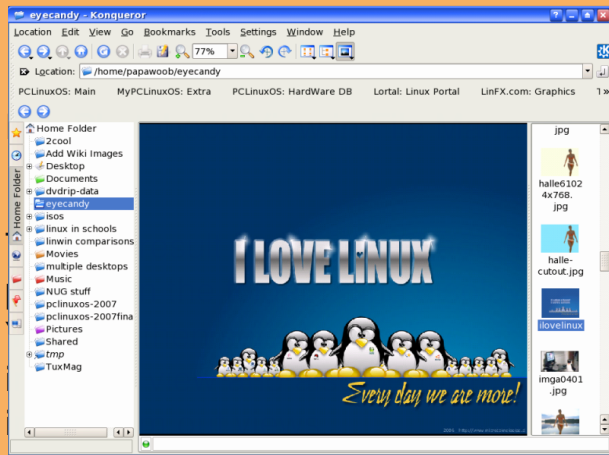 eyecandy - Konqueror
Location Edit View Go Bookmarks Tools Settings Window Help
77%
Location: /home/papawoob/eyecandy
PCLinuxOS: Main MyPCLinuxOS: Extra PCLinuxOS: HardWare DB Lortal: Linux Portal LinFX.com: Graphics
Home Folder
Home Folder
2cool
Add Wiki Images
Desktop
Documents
dvdrip-data
eyecandy
isos
linux in schools
linwin comparisons
Movies
multiple desktops
Music
NUG stuff
pclinuxos-2007
pclinuxos-2007fina
Pictures
Shared
tmp
TuxMag
I LOVE LINUX
Every day we are more!
jpg
halle6102
4x768.
jpg
halle-
cutout.jpg
ilovelinux
imga0401
.jpg